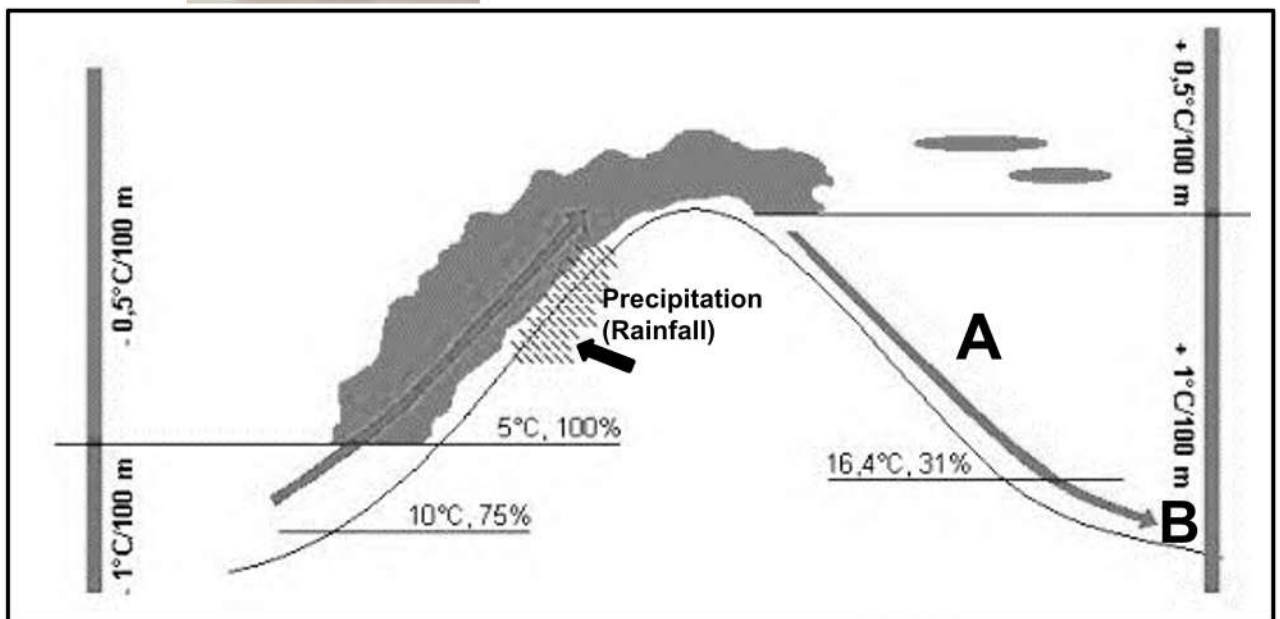 - 0,5°C/100 m
- 1°C/100 m
Precipitation
(Rainfall)
5°C, 100%
10°C, 75%
A
16,4°C, 31%
B
+ 0,5°C/100 m
+ 1°C/100 m